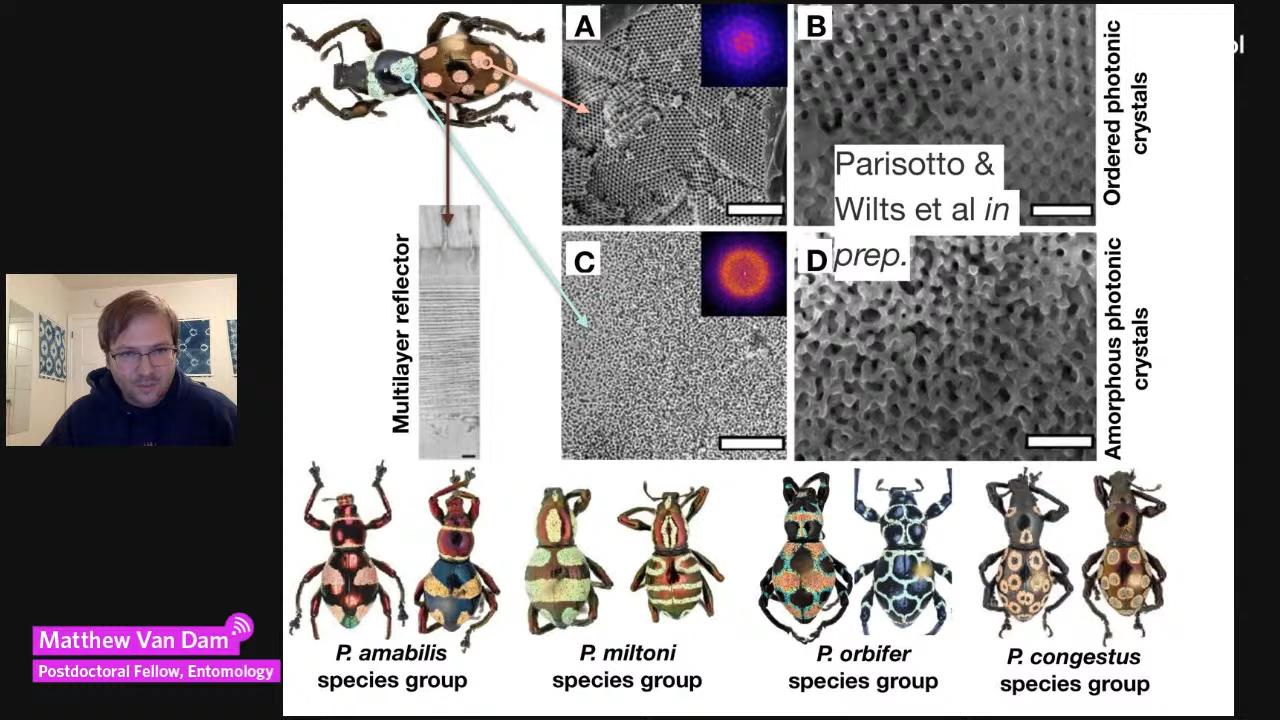 A
B
Ordered photonic
crystals
Parisotto &
Wilts et al in
prep.
Multilayer reflector
C
D
Amorphous photonic
crystals
P. amabilis
species group
P. miltoni
species group
P. orbifer
species group
P. congestus
species group
Matthew Van Dam
Postdoctoral Fellow, Entomology